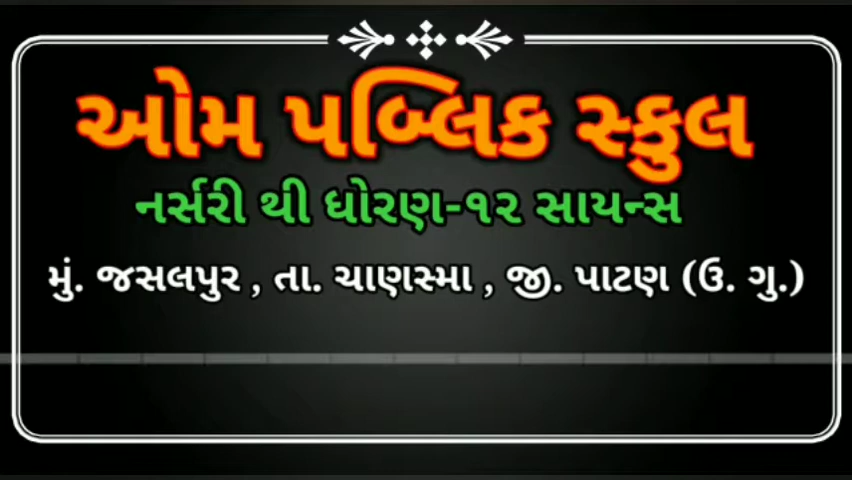 ઓમ પબ્લિક સ્કુલ
નર્સરી થી ધોરણ-૧૨ સાયન્સ
મું. જસલપુર , તા. ચાણસ્મા , જી. પાટણ (ઉ. ગુ.)